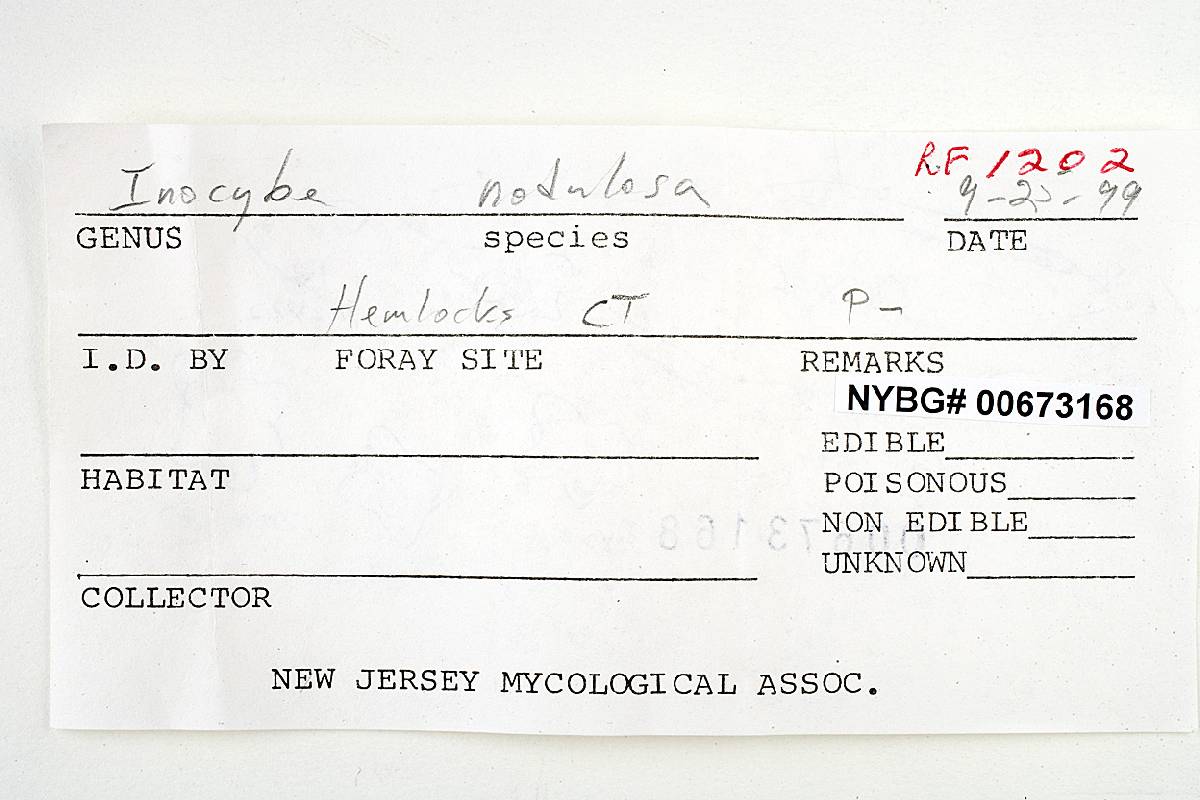 RF 1202
Inocybe nodulosa 9-25-99
GENUS species DATE
Hemlocks CT P-
I.D. BY FORAY SITE REMARKS
NYBG# 00673168
EDIBLE
HABITAT
POISONOUS
NON EDIBLE
UNKNOWN
COLLECTOR
NEW JERSEY MYCOLOGICAL ASSOC.